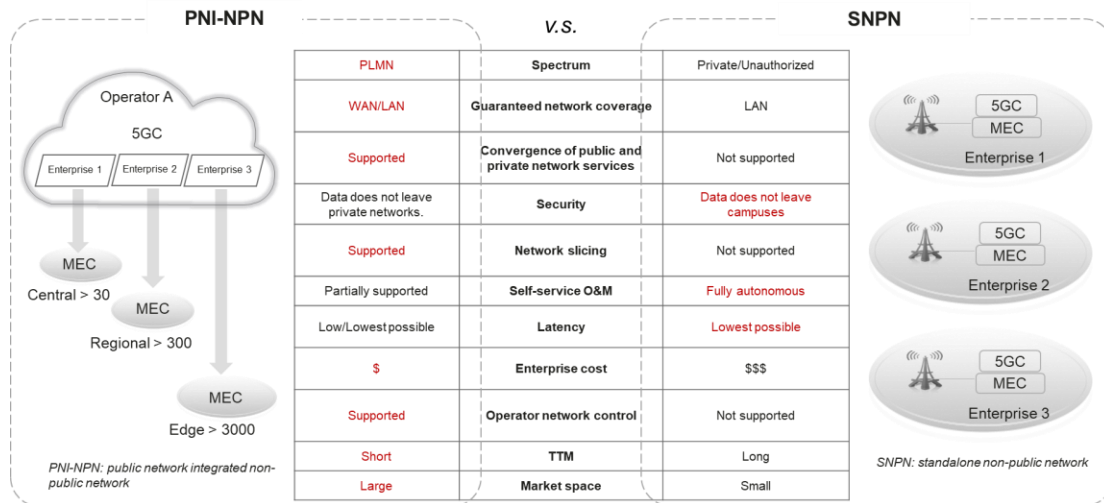 PNI-NPN
v.s.
SNPN
Operator A
5GC
Enterprise 1
Enterprise 2
Enterprise 3
MEC
Central > 30
MEC
Regional > 300
MEC
Edge > 3000
PNI-NPN: public network integrated non-
public network
PLMN
Spectrum
Private/Unauthorized
WAN/LAN
Guaranteed network coverage
LAN
Supported
Convergence of public and
private network services
Not supported
Data does not leave
private networks.
Security
Data does not leave
campuses
Supported
Network slicing
Not supported
Partially supported
Self-service O&M
Fully autonomous
Low/Lowest possible
Latency
Lowest possible
$
Enterprise cost
$$$
Supported
Operator network control
Not supported
Short
TTM
Long
Large
Market space
Small
5GC
MEC
Enterprise 1
5GC
MEC
Enterprise 2
5GC
MEC
Enterprise 3
SNPN: standalone non-public network